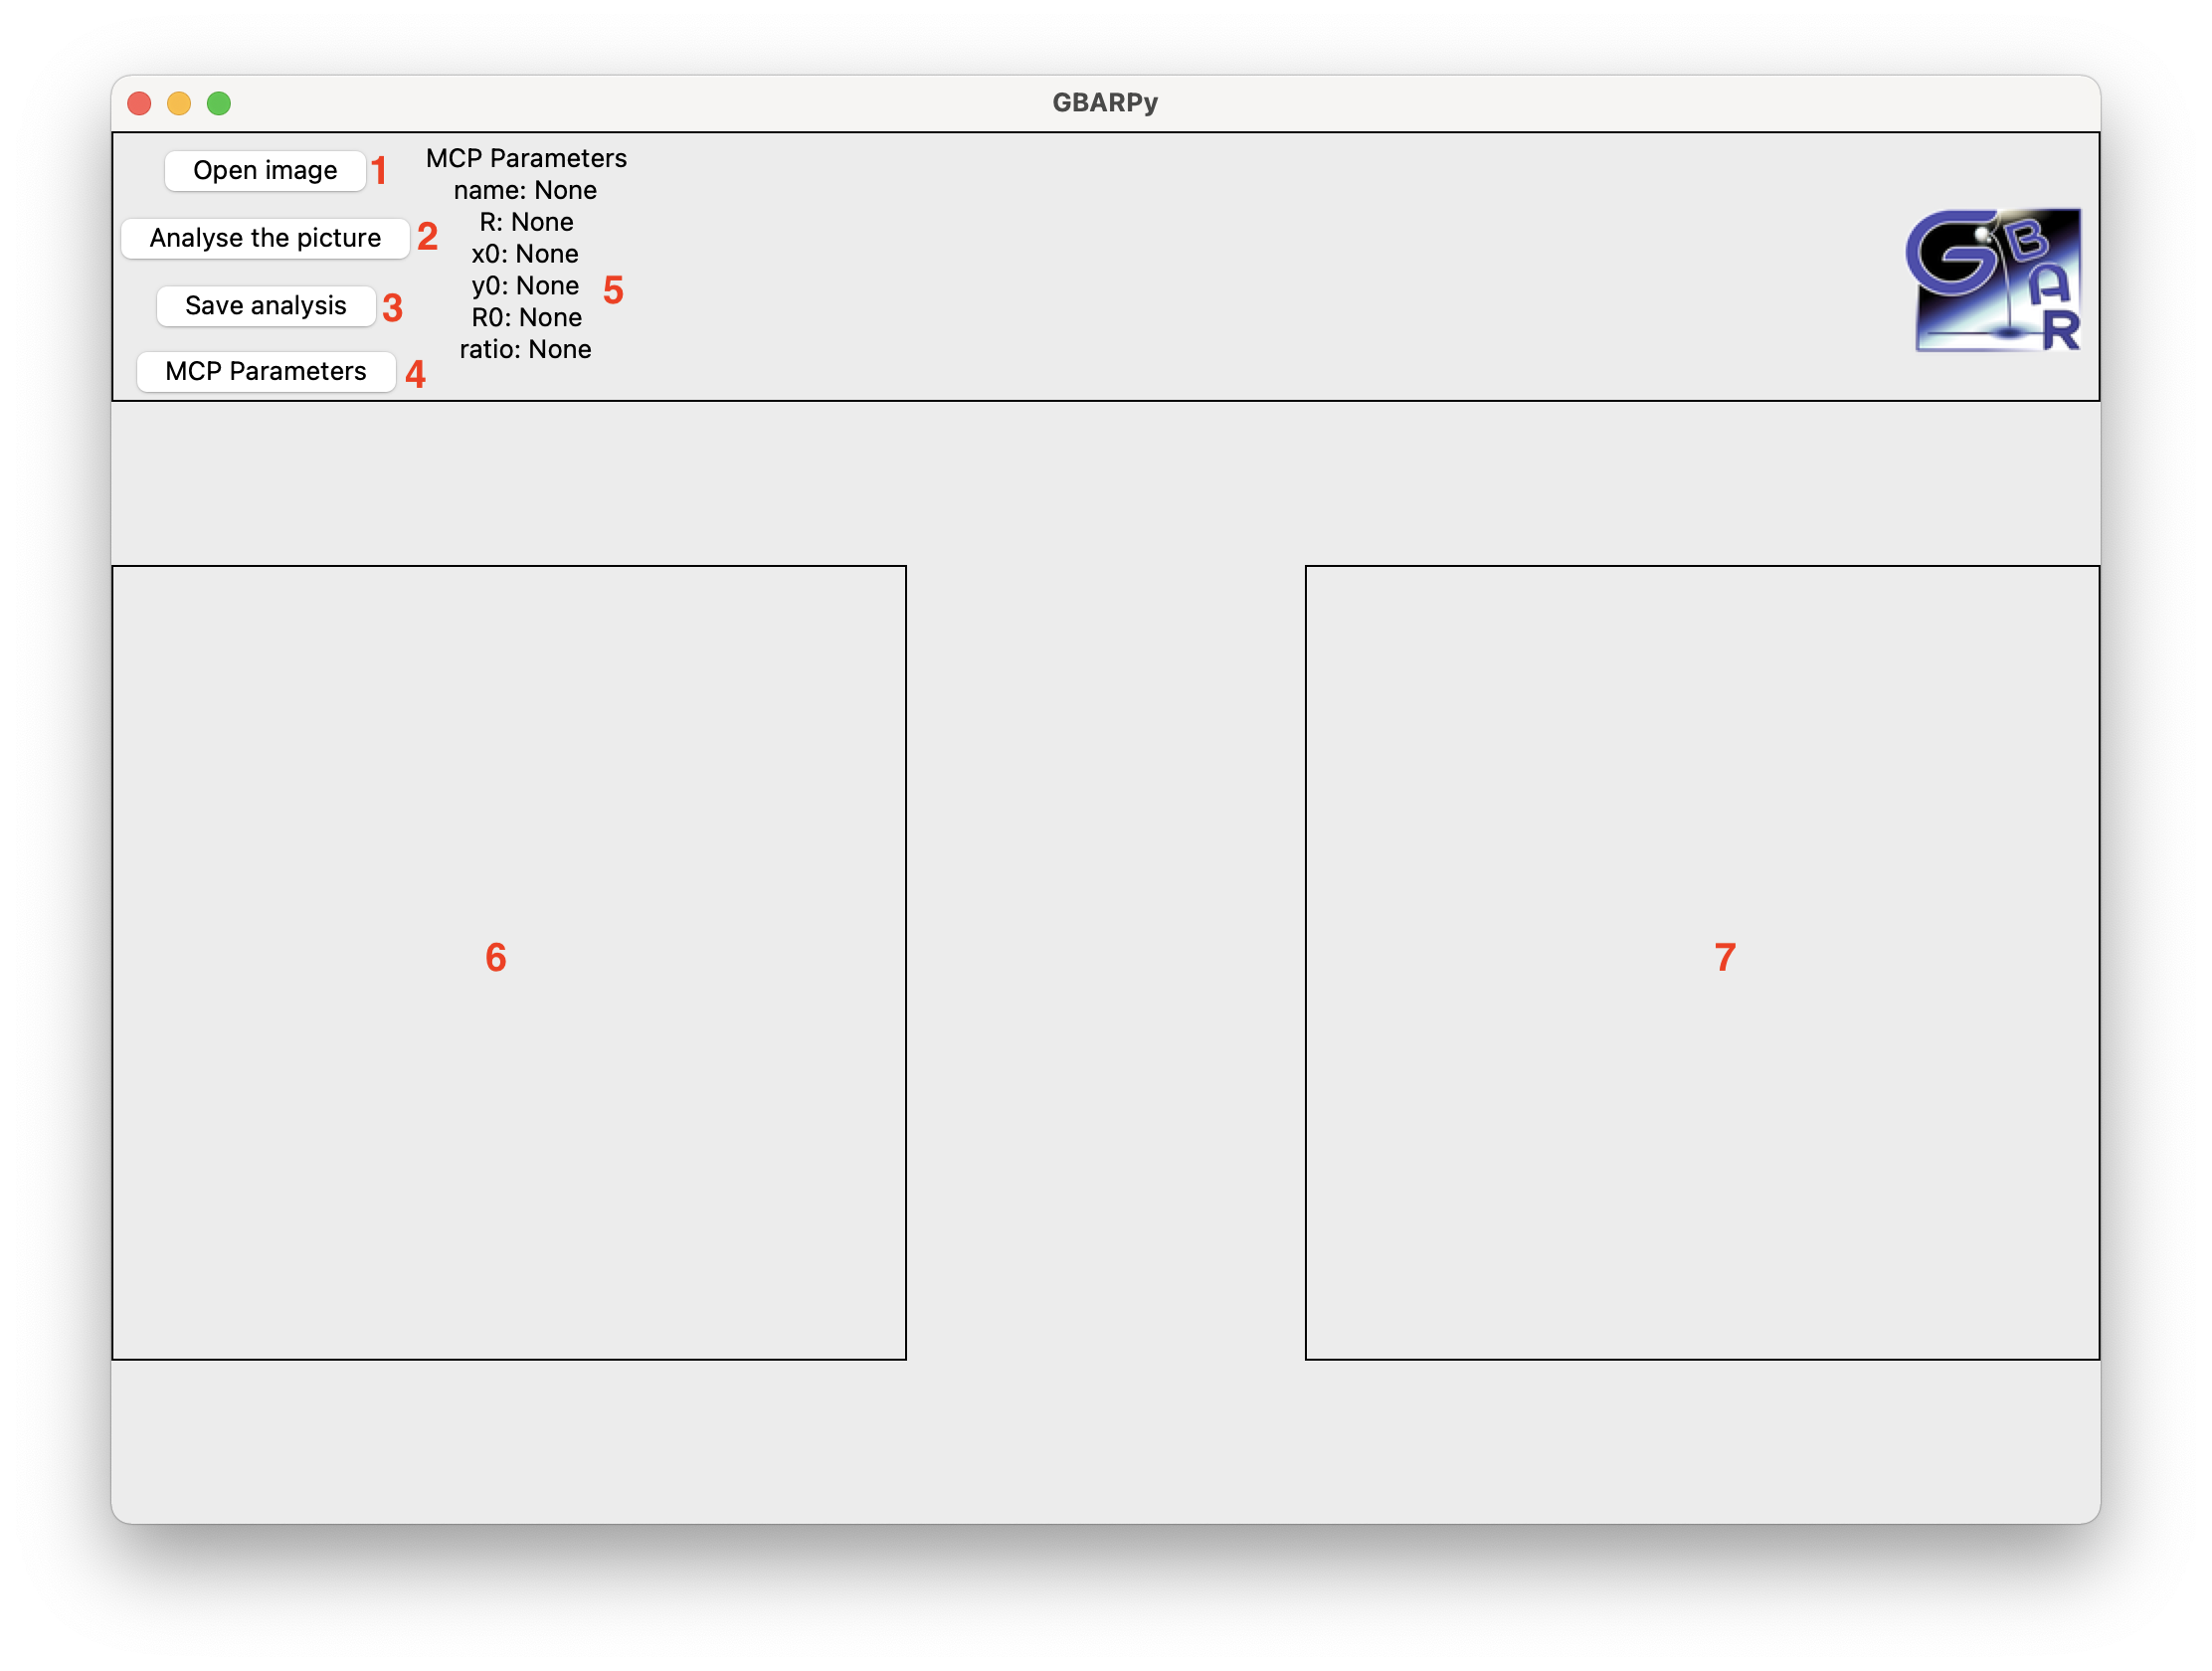 GBARPy
Open image 1
Analyse the picture 2
Save analysis 3
MCP Parameters 4
MCP Parameters
name: None
R: None
x0: None
y0: None 5
R0: None
ratio: None
GBAR
6
7